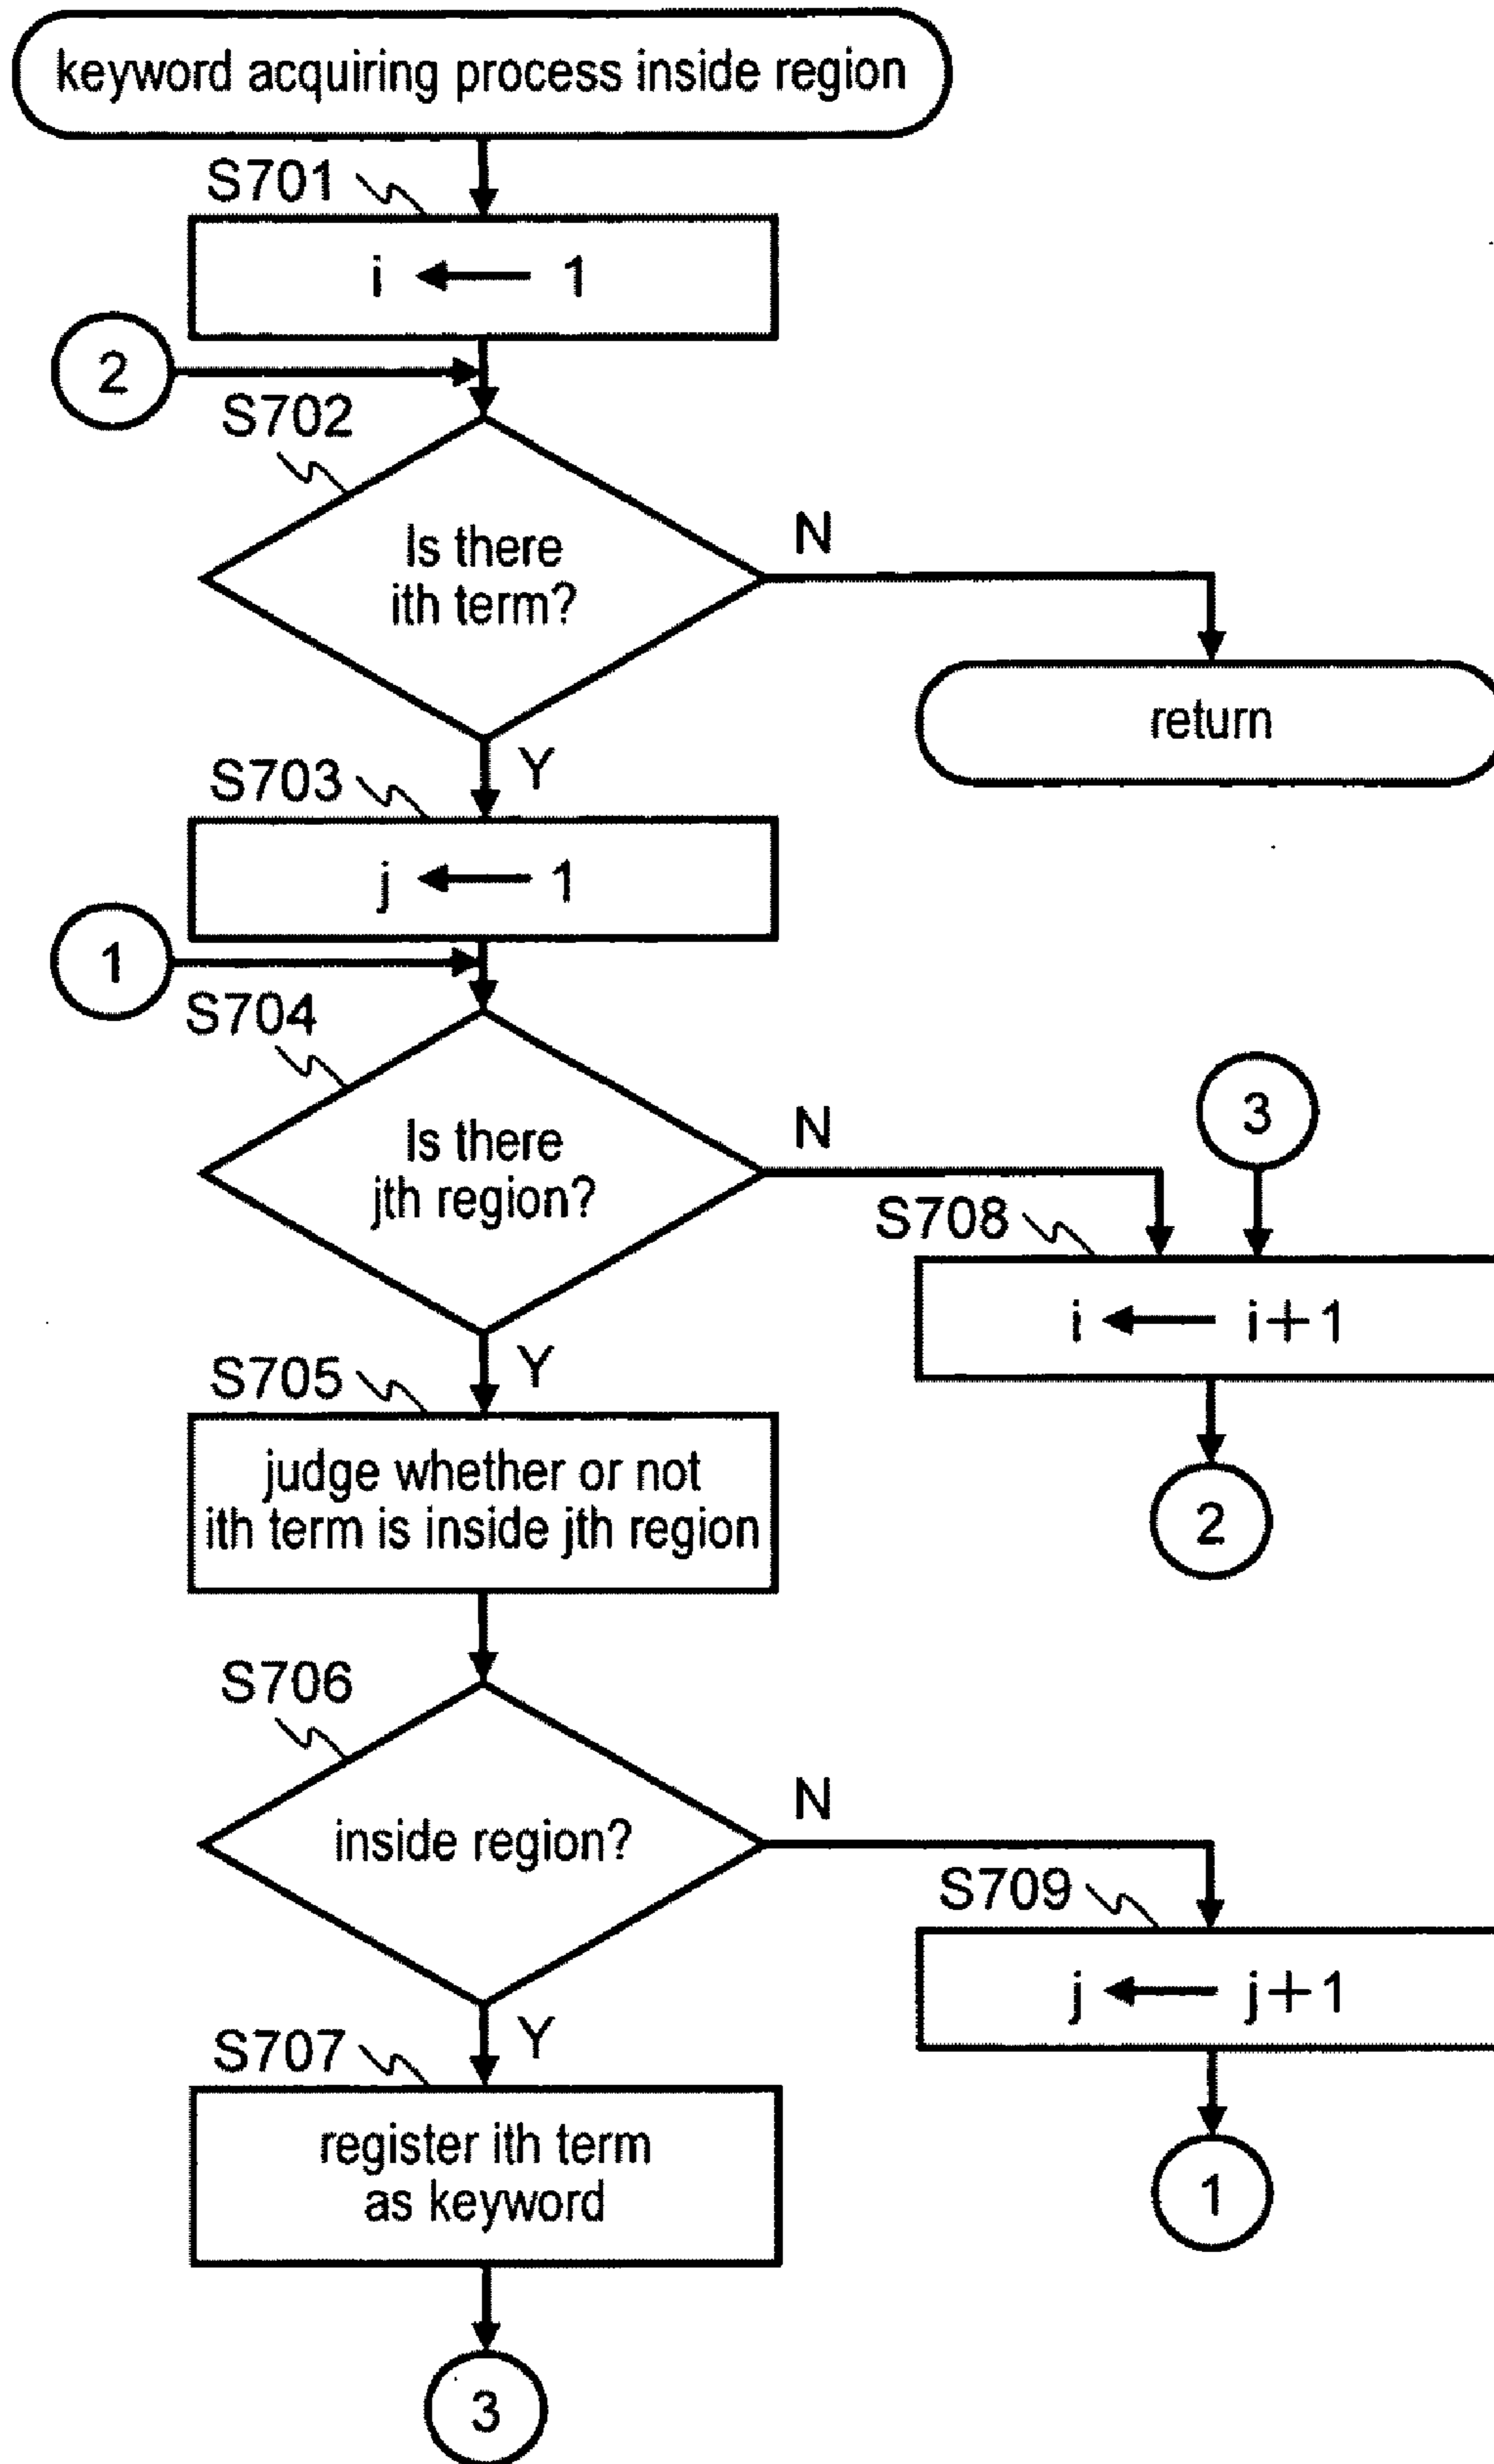 keyword acquiring process inside region
S701
i ← 1
2
S702
Is there
ith term?
N
return
Y
S703
j ← 1
1
S704
Is there
jth region?
N
3
S708
i ← i+1
2
Y
S705
judge whether or not
ith term is inside jth region
S706
inside region?
N
S709
j ← j+1
1
Y
S707
register ith term
as keyword
3